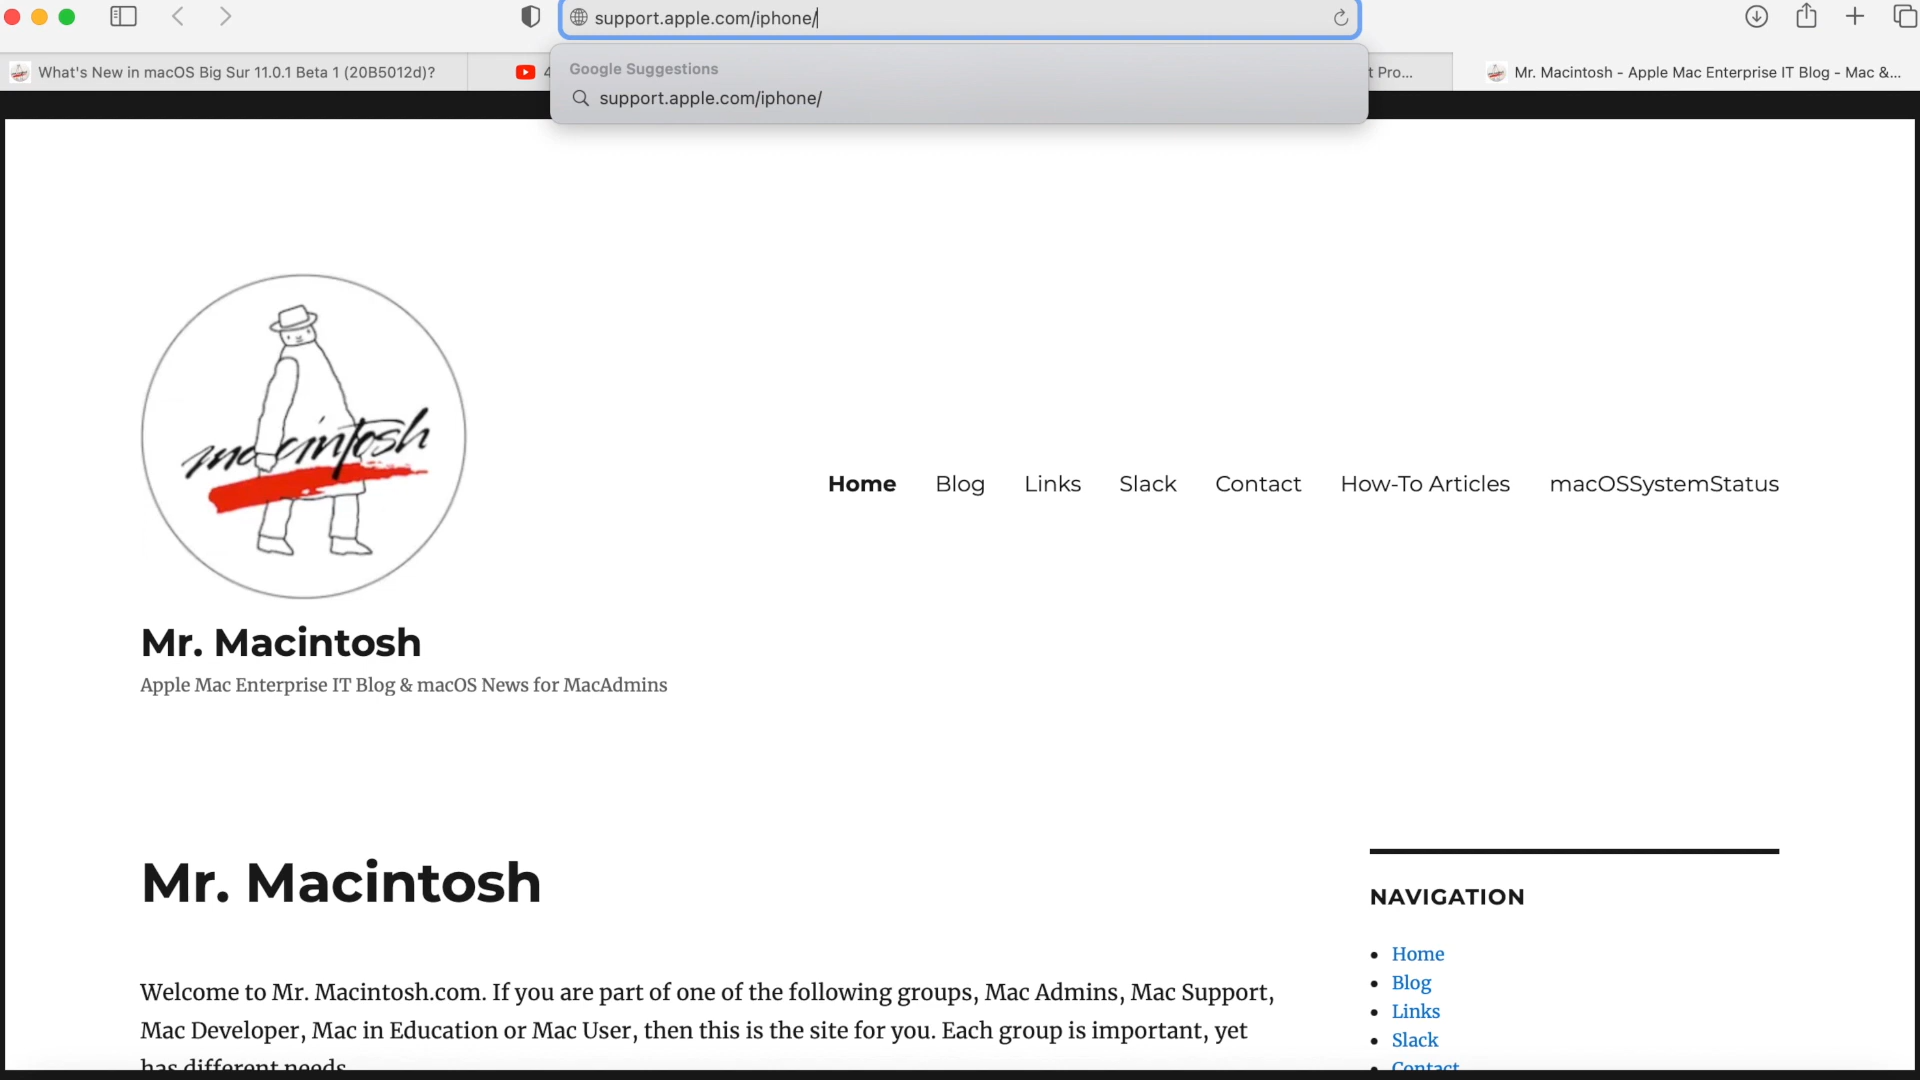 support.apple.com/iphone/
Google Suggestions
support.apple.com/iphone/
What's New in macOS Big Sur 11.0.1 Beta 1 (20B5012d)?
4
t Pro...
Mr. Macintosh - Apple Mac Enterprise IT Blog - Mac &...
macintosh
Home Blog Links Slack Contact How-To Articles macOSSystemStatus
Mr. Macintosh
Apple Mac Enterprise IT Blog & macOS News for MacAdmins
Mr. Macintosh
Welcome to Mr. Macintosh.com. If you are part of one of the following groups, Mac Admins, Mac Support,
Mac Developer, Mac in Education or Mac User, then this is the site for you. Each group is important, yet
has different needs.
NAVIGATION
Home
Blog
Links
Slack
Contact